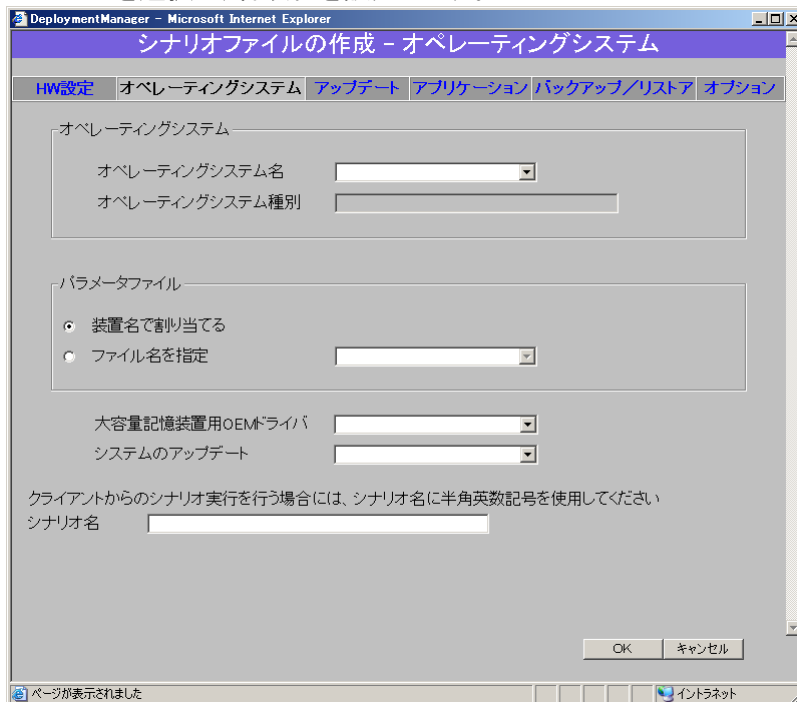 DeploymentManager - Microsoft Internet Explorer
シナリオファイルの作成 － オペレーティングシステム
HW設定 オペレーティングシステム アップデート アプリケーション バックアップ／リストア オプション
オペレーティングシステム
オペレーティングシステム名
オペレーティングシステム種別
パラメータファイル
装置名で割り当てる
ファイル名を指定
大容量記憶装置用OEMドライバ
システムのアップデート
クライアントからのシナリオ実行を行う場合には、シナリオ名に半角英数記号を使用してください
シナリオ名
OK キャンセル
ページが表示されました イントラネット